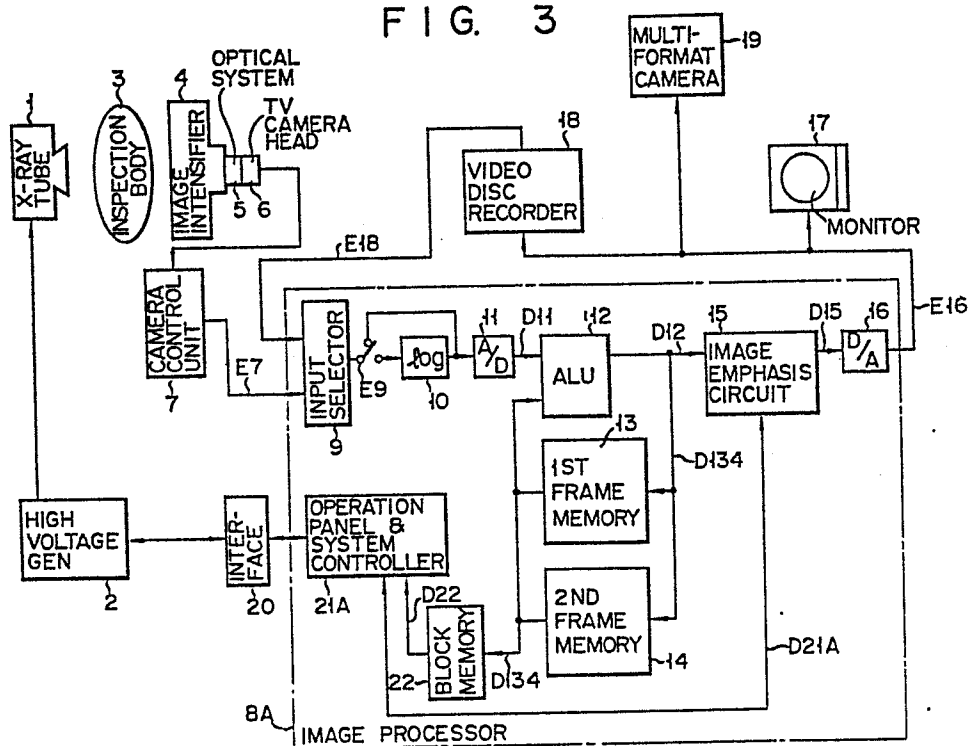 FIG. 3
1
X-RAY
TUBE
3
INSPECTION
BODY
4
IMAGE
INTENSIFIER
OPTICAL
SYSTEM
TV
CAMERA
HEAD
5
6
18
VIDEO
DISC
RECORDER
MULTI-
FORMAT
CAMERA
19
17
MONITOR
E18
CAMERA
CONTROL
UNIT
7
E7
INPUT
SELECTOR
9
E9
log
10
11
A/D
D11
12
ALU
D12
15
IMAGE
EMPHASIS
CIRCUIT
D15
16
D/A
E16
13
1ST
FRAME
MEMORY
D134
HIGH
VOLTAGE
GEN
2
INTER-
FACE
20
OPERATION
PANEL &
SYSTEM
CONTROLLER
21A
D22
BLOCK
MEMORY
22
D134
2ND
FRAME
MEMORY
14
D21A
8A
IMAGE PROCESSOR